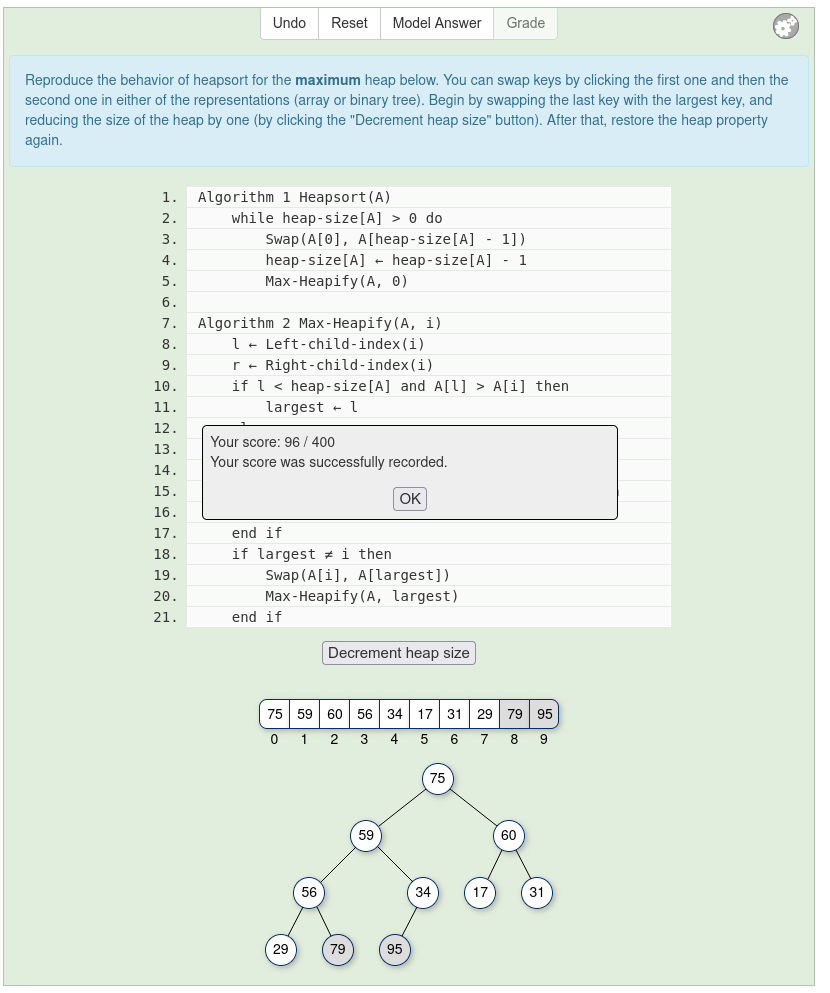 Undo Reset Model Answer Grade
Reproduce the behavior of heapsort for the maximum heap below. You can swap keys by clicking the first one and then the
second one in either of the representations (array or binary tree). Begin by swapping the last key with the largest key, and
reducing the size of the heap by one (by clicking the "Decrement heap size" button). After that, restore the heap property
again.
1. Algorithm 1 Heapsort(A)
2. while heap-size[A] > 0 do
3. Swap(A[0], A[heap-size[A] - 1])
4. heap-size[A] ← heap-size[A] - 1
5. Max-Heapify(A, 0)
6.
7. Algorithm 2 Max-Heapify(A, i)
8. l ← Left-child-index(i)
9. r ← Right-child-index(i)
10. if l < heap-size[A] and A[l] > A[i] then
11. largest ← l
12.
13.
14.
15.
16.
Your score: 96 / 400
Your score was successfully recorded.
OK
17. end if
18. if largest ≠ i then
19. Swap(A[i], A[largest])
20. Max-Heapify(A, largest)
21. end if
Decrement heap size
75 59 60 56 34 17 31 29 79 95
0 1 2 3 4 5 6 7 8 9
75
59 60
56 34 17 31
29 79 95